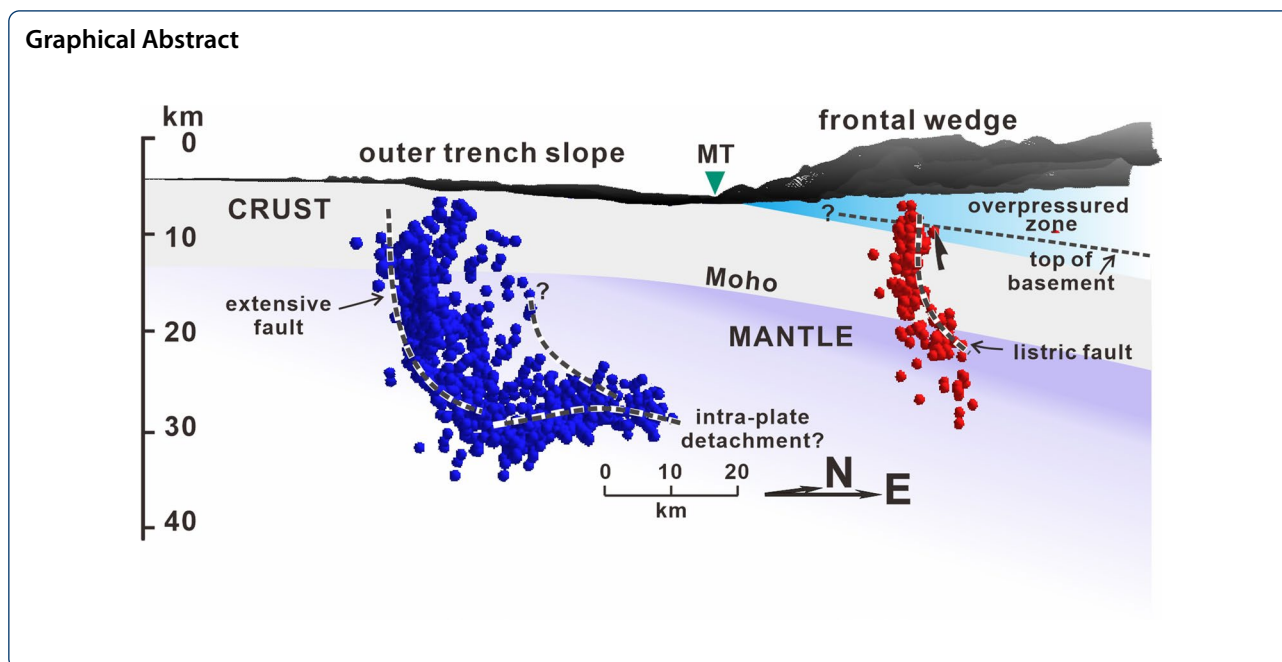 Graphical Abstract
km
0
10
20
30
40
outer trench slope
MT
frontal wedge
CRUST
?
overpressured
zone
top of
basement
extensive
fault
?
Moho
MANTLE
listric fault
intra-plate
detachment?
0 10 20
km
N
E